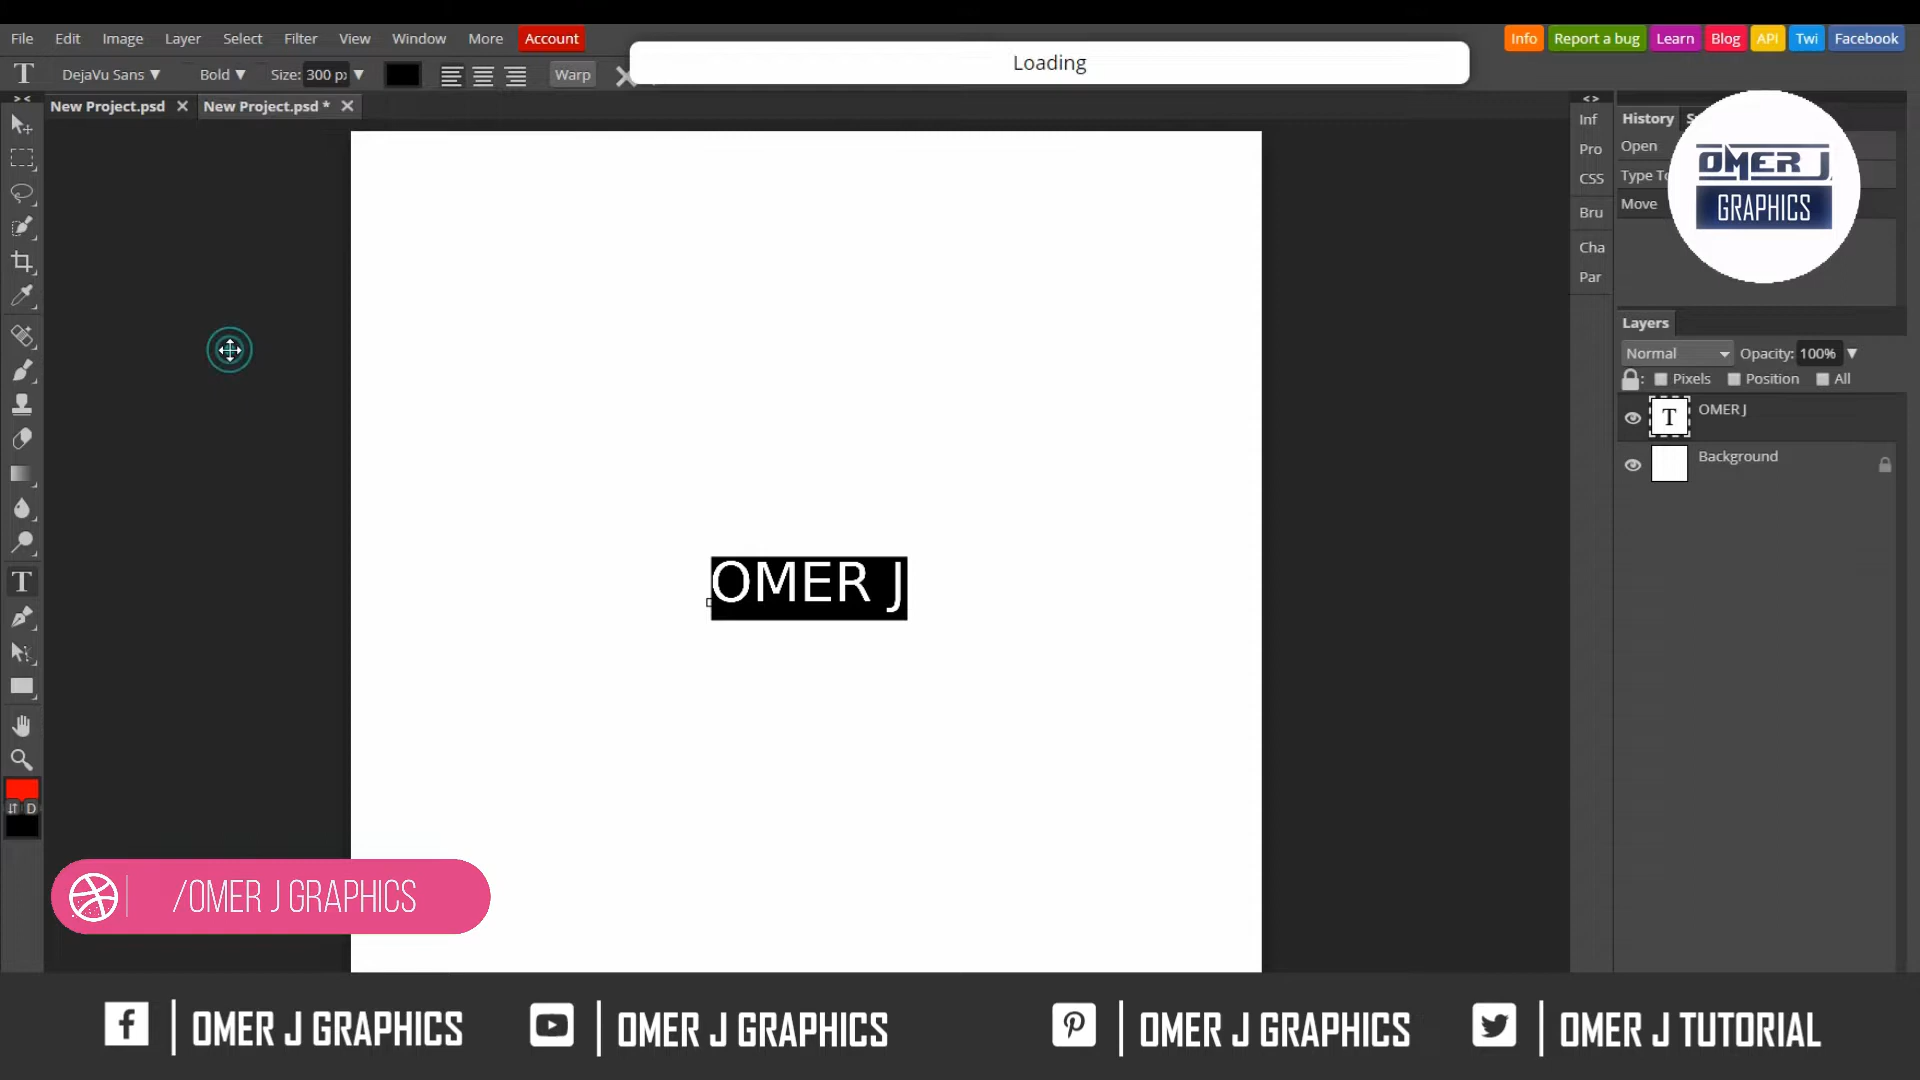 File Edit Image Layer Select Filter View Window More Account
Info Report a bug Learn Blog API Twi Facebook
Loading
DejaVu Sans Bold Size: 300 px Warp
New Project.psd New Project.psd *
Inf
Pro
CSS
Bru
Cha
Par
History
Open
Type To
Move
OMER J
GRAPHICS
Layers
Normal Opacity: 100%
Pixels Position All
T OMER J
Background
OMER J
D
/OMER J GRAPHICS
OMER J GRAPHICS OMER J GRAPHICS OMER J GRAPHICS OMER J TUTORIAL